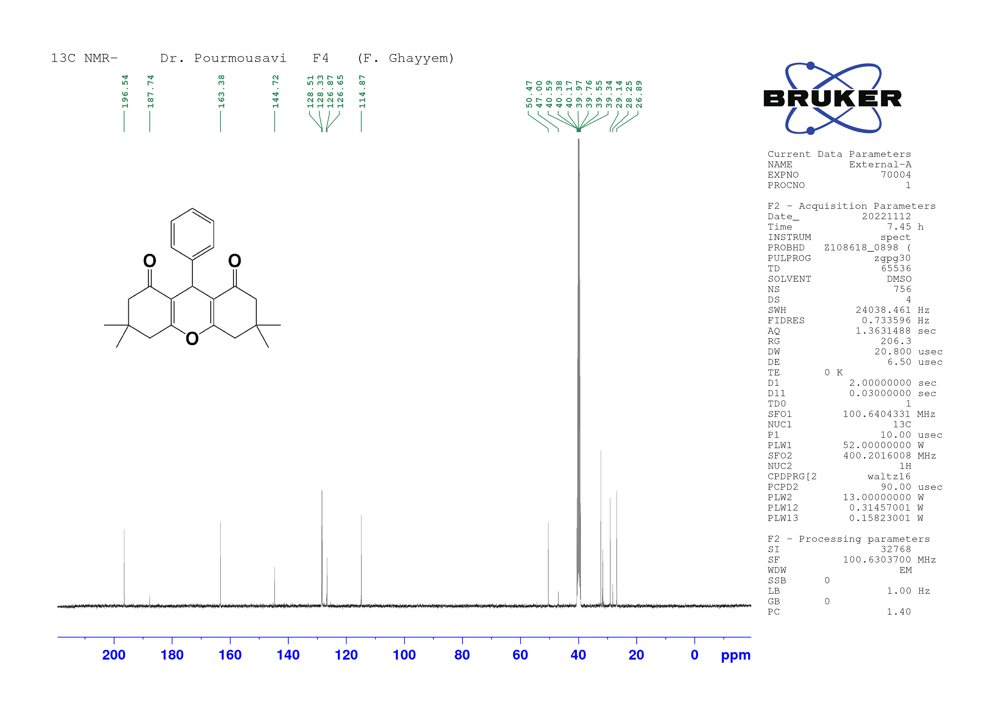 13C NMR- Dr. Pourmousavi F4 (F. Ghayyem)
196.54
187.74
163.38
144.72
128.51
128.33
126.87
126.65
114.87
50.47
47.00
40.59
40.38
40.17
39.97
39.76
39.55
39.34
29.14
28.25
26.89
BRUKER
O O
O
Current Data Parameters
NAME External-A
EXPNO 70004
PROCNO 1
F2 - Acquisition Parameters
Date_ 20221112
Time 7.45 h
INSTRUM spect
PROBHD Z108618_0898 (
PULPROG zgpg30
TD 65536
SOLVENT DMSO
NS 756
DS 4
SWH 24038.461 Hz
FIDRES 0.733596 Hz
AQ 1.3631488 sec
RG 206.3
DW 20.800 usec
DE 6.50 usec
TE 0 K
D1 2.00000000 sec
D11 0.03000000 sec
TD0 1
SFO1 100.6404331 MHz
NUC1 13C
P1 10.00 usec
PLW1 52.00000000 W
SFO2 400.2016008 MHz
NUC2 1H
CPDPRG[2 waltz16
PCPD2 90.00 usec
PLW2 13.00000000 W
PLW12 0.31457001 W
PLW13 0.15823001 W
F2 - Processing parameters
SI 32768
SF 100.6303700 MHz
WDW EM
SSB 0
LB 1.00 Hz
GB 0
PC 1.40
200 180 160 140 120 100 80 60 40 20 0 ppm